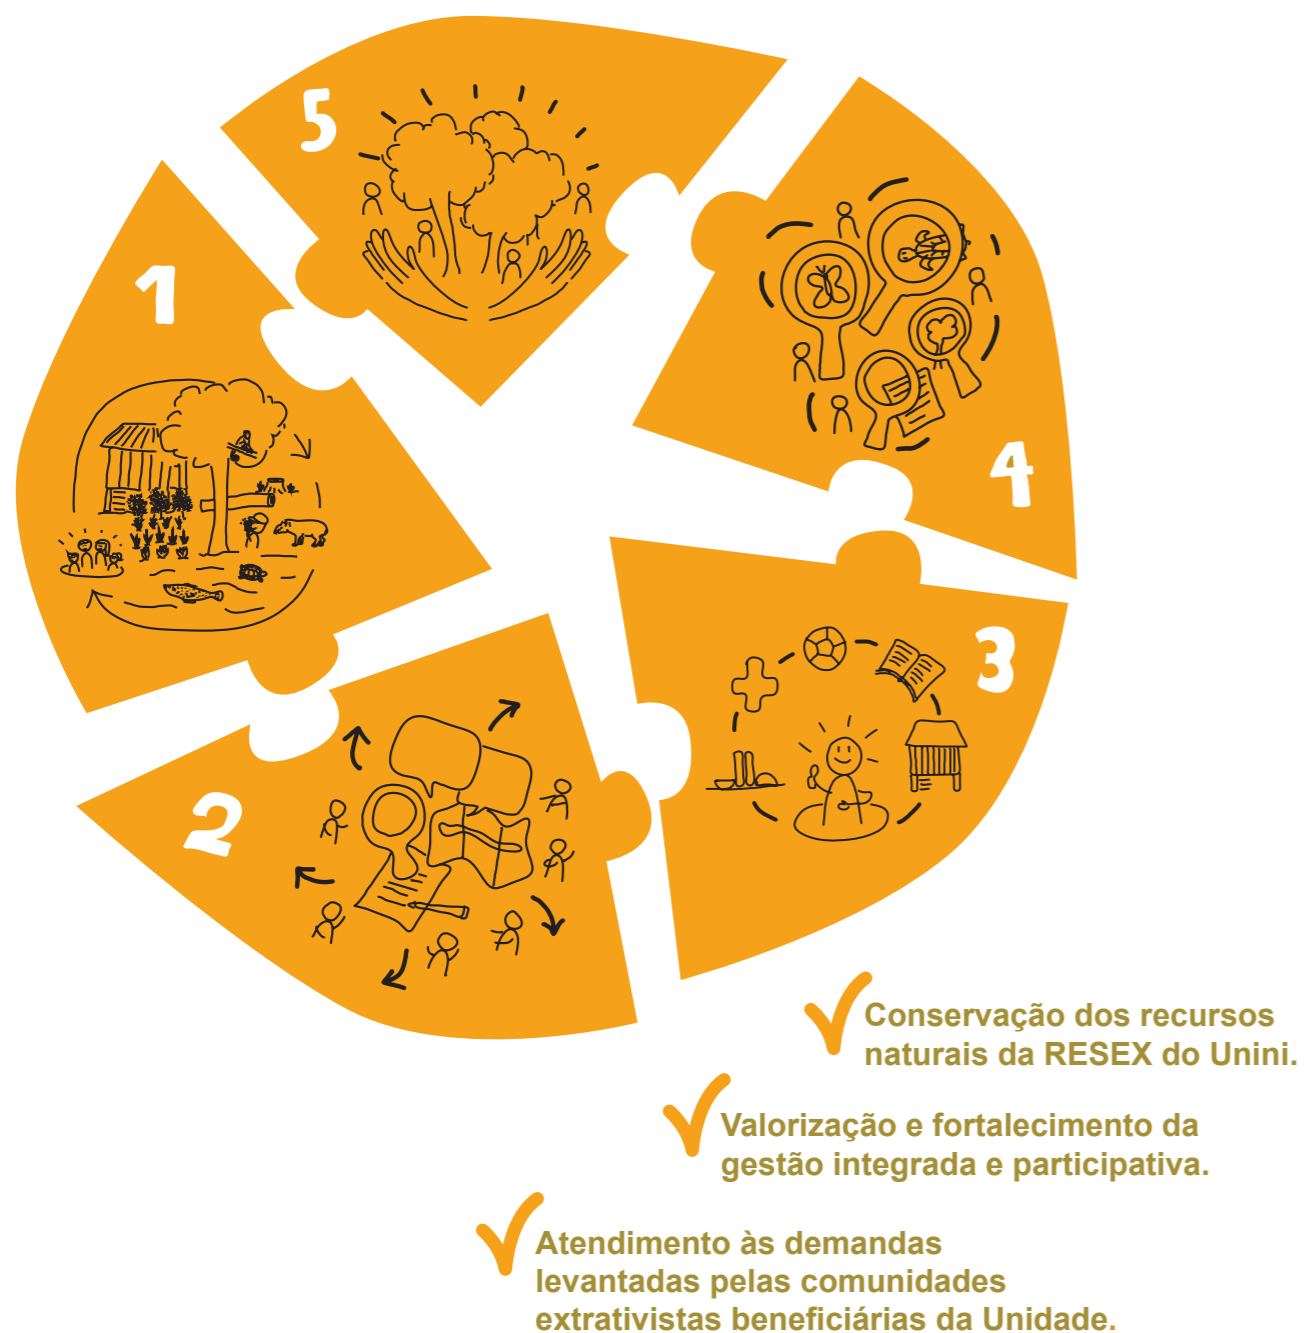 5
1
4
3
2
Conservação dos recursos
naturais da RESEX do Unini.
Valorização e fortalecimento da
gestão integrada e participativa.
Atendimento às demandas
levantadas pelas comunidades
extrativistas beneficiárias da Unidade.